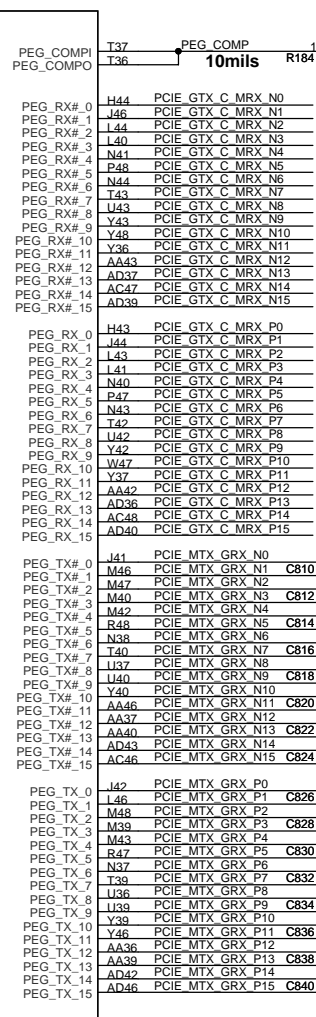 PEG_COMPI T37 PEG_COMP 1
PEG_COMPO T36 10mils R184
PEG_RX#_0 H44 PCIE_GTX_C_MRX_N0
PEG_RX#_1 J46 PCIE_GTX_C_MRX_N1
PEG_RX#_2 L44 PCIE_GTX_C_MRX_N2
PEG_RX#_3 L40 PCIE_GTX_C_MRX_N3
PEG_RX#_4 N41 PCIE_GTX_C_MRX_N4
PEG_RX#_5 P48 PCIE_GTX_C_MRX_N5
PEG_RX#_6 N44 PCIE_GTX_C_MRX_N6
PEG_RX#_7 T43 PCIE_GTX_C_MRX_N7
PEG_RX#_8 U43 PCIE_GTX_C_MRX_N8
PEG_RX#_9 Y43 PCIE_GTX_C_MRX_N9
PEG_RX#_10 Y48 PCIE_GTX_C_MRX_N10
PEG_RX#_11 Y36 PCIE_GTX_C_MRX_N11
PEG_RX#_12 AA43 PCIE_GTX_C_MRX_N12
PEG_RX#_13 AD37 PCIE_GTX_C_MRX_N13
PEG_RX#_14 AC47 PCIE_GTX_C_MRX_N14
PEG_RX#_15 AD39 PCIE_GTX_C_MRX_N15
PEG_RX_0 H43 PCIE_GTX_C_MRX_P0
PEG_RX_1 J44 PCIE_GTX_C_MRX_P1
PEG_RX_2 L43 PCIE_GTX_C_MRX_P2
PEG_RX_3 L41 PCIE_GTX_C_MRX_P3
PEG_RX_4 N40 PCIE_GTX_C_MRX_P4
PEG_RX_5 P47 PCIE_GTX_C_MRX_P5
PEG_RX_6 N43 PCIE_GTX_C_MRX_P6
PEG_RX_7 T42 PCIE_GTX_C_MRX_P7
PEG_RX_8 U42 PCIE_GTX_C_MRX_P8
PEG_RX_9 Y42 PCIE_GTX_C_MRX_P9
PEG_RX_10 W47 PCIE_GTX_C_MRX_P10
PEG_RX_11 Y37 PCIE_GTX_C_MRX_P11
PEG_RX_12 AA42 PCIE_GTX_C_MRX_P12
PEG_RX_13 AD36 PCIE_GTX_C_MRX_P13
PEG_RX_14 AC48 PCIE_GTX_C_MRX_P14
PEG_RX_15 AD40 PCIE_GTX_C_MRX_P15
PEG_TX#_0 J41 PCIE_MTX_GRX_N0
PEG_TX#_1 M46 PCIE_MTX_GRX_N1 C810
PEG_TX#_2 M47 PCIE_MTX_GRX_N2
PEG_TX#_3 M40 PCIE_MTX_GRX_N3 C812
PEG_TX#_4 M42 PCIE_MTX_GRX_N4
PEG_TX#_5 R48 PCIE_MTX_GRX_N5 C814
PEG_TX#_6 N38 PCIE_MTX_GRX_N6
PEG_TX#_7 T40 PCIE_MTX_GRX_N7 C816
PEG_TX#_8 U37 PCIE_MTX_GRX_N8
PEG_TX#_9 U40 PCIE_MTX_GRX_N9 C818
PEG_TX#_10 Y40 PCIE_MTX_GRX_N10
PEG_TX#_11 AA46 PCIE_MTX_GRX_N11 C820
PEG_TX#_12 AA37 PCIE_MTX_GRX_N12
PEG_TX#_13 AA40 PCIE_MTX_GRX_N13 C822
PEG_TX#_14 AD43 PCIE_MTX_GRX_N14
PEG_TX#_15 AC46 PCIE_MTX_GRX_N15 C824
PEG_TX_0 J42 PCIE_MTX_GRX_P0
PEG_TX_1 L46 PCIE_MTX_GRX_P1 C826
PEG_TX_2 M48 PCIE_MTX_GRX_P2
PEG_TX_3 M39 PCIE_MTX_GRX_P3 C828
PEG_TX_4 M43 PCIE_MTX_GRX_P4
PEG_TX_5 R47 PCIE_MTX_GRX_P5 C830
PEG_TX_6 N37 PCIE_MTX_GRX_P6
PEG_TX_7 T39 PCIE_MTX_GRX_P7 C832
PEG_TX_8 U36 PCIE_MTX_GRX_P8
PEG_TX_9 U39 PCIE_MTX_GRX_P9 C834
PEG_TX_10 Y39 PCIE_MTX_GRX_P10
PEG_TX_11 Y46 PCIE_MTX_GRX_P11 C836
PEG_TX_12 AA36 PCIE_MTX_GRX_P12
PEG_TX_13 AA39 PCIE_MTX_GRX_P13 C838
PEG_TX_14 AD42 PCIE_MTX_GRX_P14
PEG_TX_15 AD46 PCIE_MTX_GRX_P15 C840